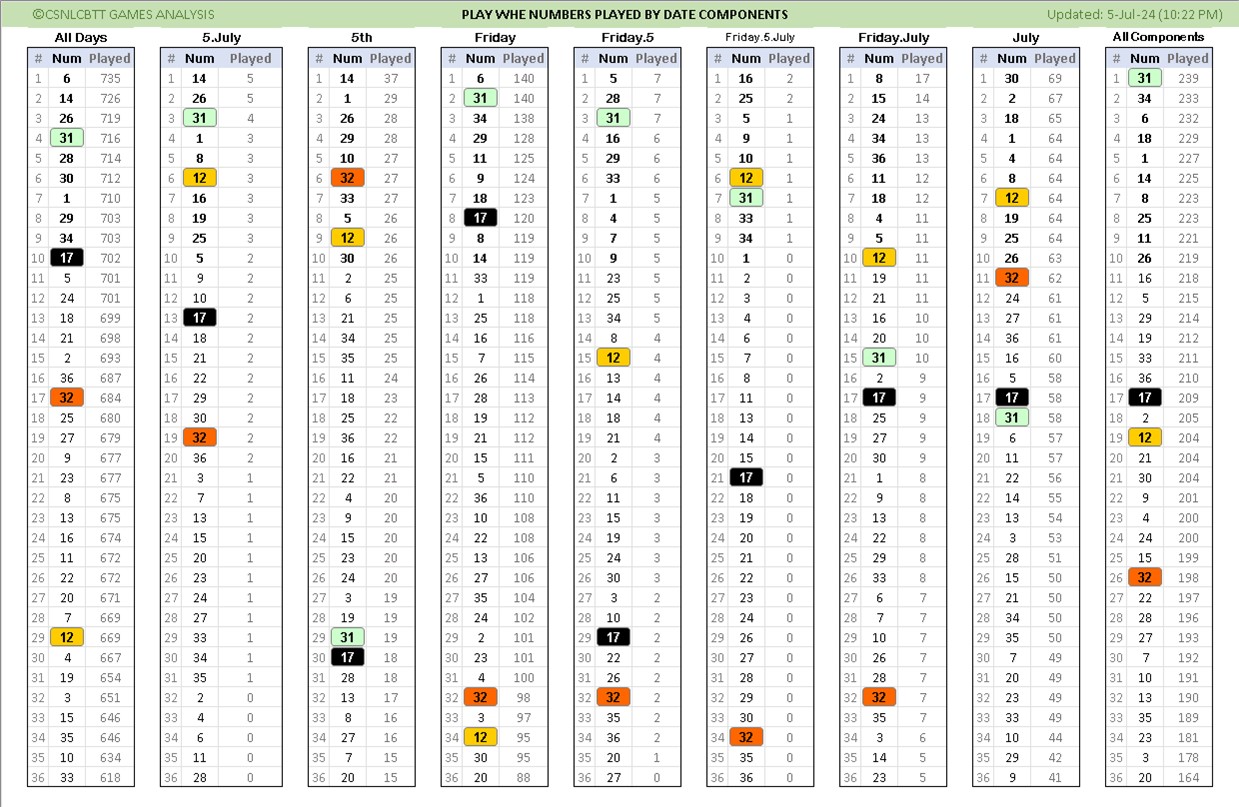 ©CSNLCBTT GAMES ANALYSIS PLAY WHE NUMBERS PLAYED BY DATE COMPONENTS Updated: 5-Jul-24 (10:22 PM)
All Days 5.July 5th Friday Friday.5 Friday.5.July Friday.July July All Components
# Num Played # Num Played # Num Played # Num Played # Num Played # Num Played # Num Played # Num Played # Num Played
1 6 735 1 14 5 1 14 37 1 6 140 1 5 7 1 16 2 1 8 17 1 30 69 1 31 239
2 14 726 2 26 5 2 1 29 2 31 140 2 28 7 2 25 2 2 15 14 2 2 67 2 34 233
3 26 719 3 31 4 3 26 28 3 34 138 3 31 7 3 5 1 3 24 13 3 18 65 3 6 232
4 31 716 4 1 3 4 29 28 4 29 128 4 16 6 4 9 1 4 34 13 4 1 64 4 18 229
5 28 714 5 8 3 5 10 27 5 11 125 5 29 6 5 10 1 5 36 13 5 4 64 5 1 227
6 30 712 6 12 3 6 32 27 6 9 124 6 33 6 6 12 1 6 11 12 6 8 64 6 14 225
7 1 710 7 16 3 7 33 27 7 18 123 7 1 5 7 31 1 7 18 12 7 12 64 7 8 223
8 29 703 8 19 3 8 5 26 8 17 120 8 4 5 8 33 1 8 4 11 8 19 64 8 25 223
9 34 703 9 25 3 9 12 26 9 8 119 9 7 5 9 34 1 9 5 11 9 25 64 9 11 221
10 17 702 10 5 2 10 30 26 10 14 119 10 9 5 10 1 0 10 12 11 10 26 63 10 26 219
11 5 701 11 9 2 11 2 25 11 33 119 11 23 5 11 2 0 11 19 11 11 32 62 11 16 218
12 24 701 12 10 2 12 6 25 12 1 118 12 25 5 12 3 0 12 21 11 12 24 61 12 5 215
13 18 699 13 17 2 13 21 25 13 25 118 13 34 5 13 4 0 13 16 10 13 27 61 13 29 214
14 21 698 14 18 2 14 34 25 14 16 116 14 8 4 14 6 0 14 20 10 14 36 61 14 19 212
15 2 693 15 21 2 15 35 25 15 7 115 15 12 4 15 7 0 15 31 10 15 16 60 15 33 211
16 36 687 16 22 2 16 11 24 16 26 114 16 13 4 16 8 0 16 2 9 16 5 58 16 36 210
17 32 684 17 29 2 17 18 23 17 28 113 17 14 4 17 11 0 17 17 9 17 17 58 17 17 209
18 25 680 18 30 2 18 25 22 18 19 112 18 18 4 18 13 0 18 25 9 18 31 58 18 2 205
19 27 679 19 32 2 19 36 22 19 21 112 19 21 4 19 14 0 19 27 9 19 6 57 19 12 204
20 9 677 20 36 2 20 16 21 20 15 111 20 2 3 20 15 0 20 30 9 20 11 57 20 21 204
21 23 677 21 3 1 21 22 21 21 5 110 21 6 3 21 17 0 21 1 8 21 22 56 21 30 204
22 8 675 22 7 1 22 4 20 22 36 110 22 11 3 22 18 0 22 9 8 22 14 55 22 9 201
23 13 675 23 13 1 23 9 20 23 10 108 23 15 3 23 19 0 23 13 8 23 13 54 23 4 200
24 16 674 24 15 1 24 15 20 24 22 108 24 19 3 24 20 0 24 22 8 24 3 53 24 24 200
25 11 672 25 20 1 25 23 20 25 13 106 25 24 3 25 21 0 25 29 8 25 28 51 25 15 199
26 22 672 26 23 1 26 24 20 26 27 106 26 30 3 26 22 0 26 33 8 26 15 50 26 32 198
27 20 671 27 24 1 27 3 19 27 35 104 27 3 2 27 23 0 27 6 7 27 21 50 27 22 197
28 7 669 28 27 1 28 19 19 28 24 102 28 10 2 28 24 0 28 7 7 28 34 50 28 28 196
29 12 669 29 33 1 29 31 19 29 2 101 29 17 2 29 26 0 29 10 7 29 35 50 29 27 193
30 4 667 30 34 1 30 17 18 30 23 101 30 22 2 30 27 0 30 26 7 30 7 49 30 7 192
31 19 654 31 35 1 31 28 18 31 4 100 31 26 2 31 28 0 31 28 7 31 20 49 31 10 191
32 3 651 32 2 0 32 13 17 32 32 98 32 32 2 32 29 0 32 32 7 32 23 49 32 13 190
33 15 646 33 4 0 33 8 16 33 3 97 33 35 2 33 30 0 33 35 7 33 33 49 33 35 189
34 35 646 34 6 0 34 27 16 34 12 95 34 36 2 34 32 0 34 3 6 34 10 44 34 23 181
35 10 634 35 11 0 35 7 15 35 30 95 35 20 1 35 35 0 35 14 5 35 29 42 35 3 178
36 33 618 36 28 0 36 20 15 36 20 88 36 27 0 36 36 0 36 23 5 36 9 41 36 20 164